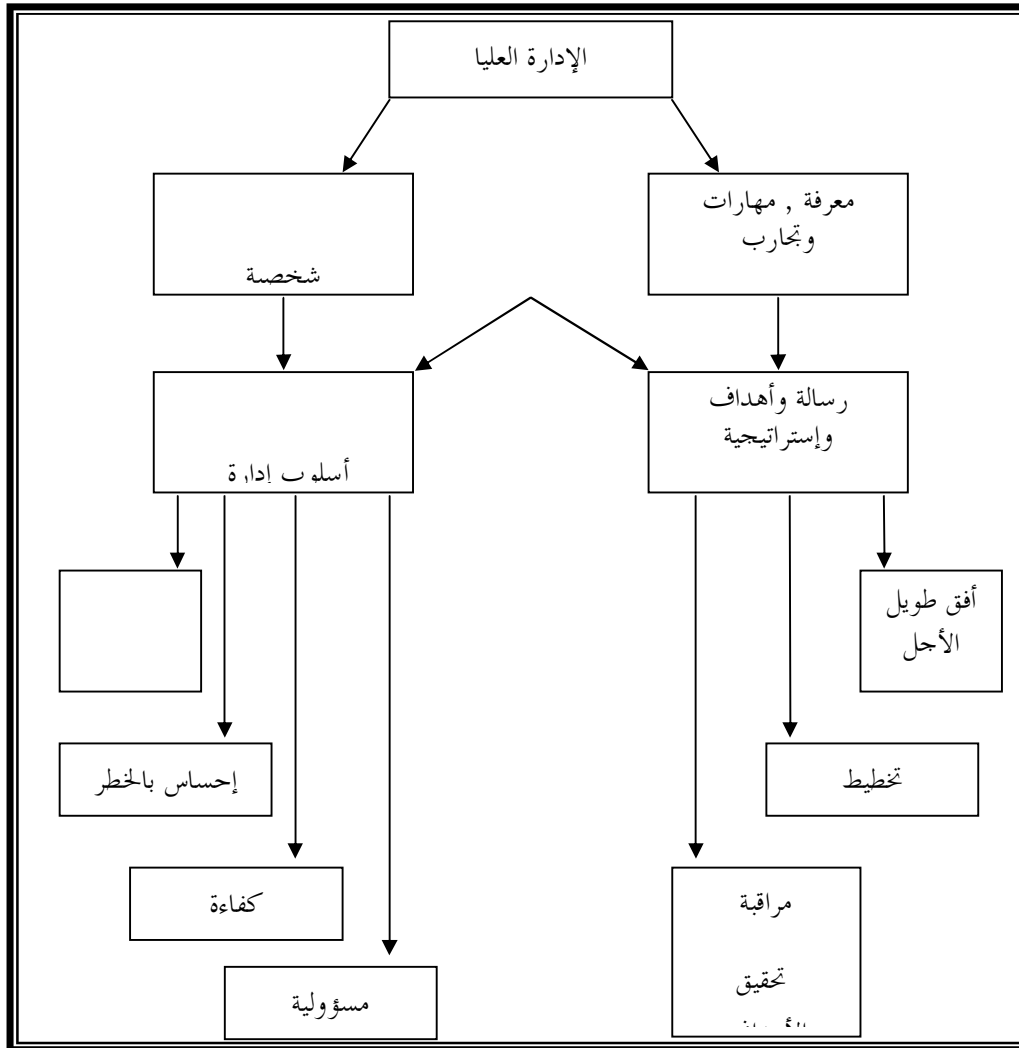 الإدارة العليا
معرفة , مهارات
وتجارب
شخصية
رسالة وأهداف
وإستراتيجية
أسلوب إدارة
أفق طويل
الأجل
تخطيط
إحساس بالخطر
مراقبة
تحقيق
كفاءة
مسؤولية